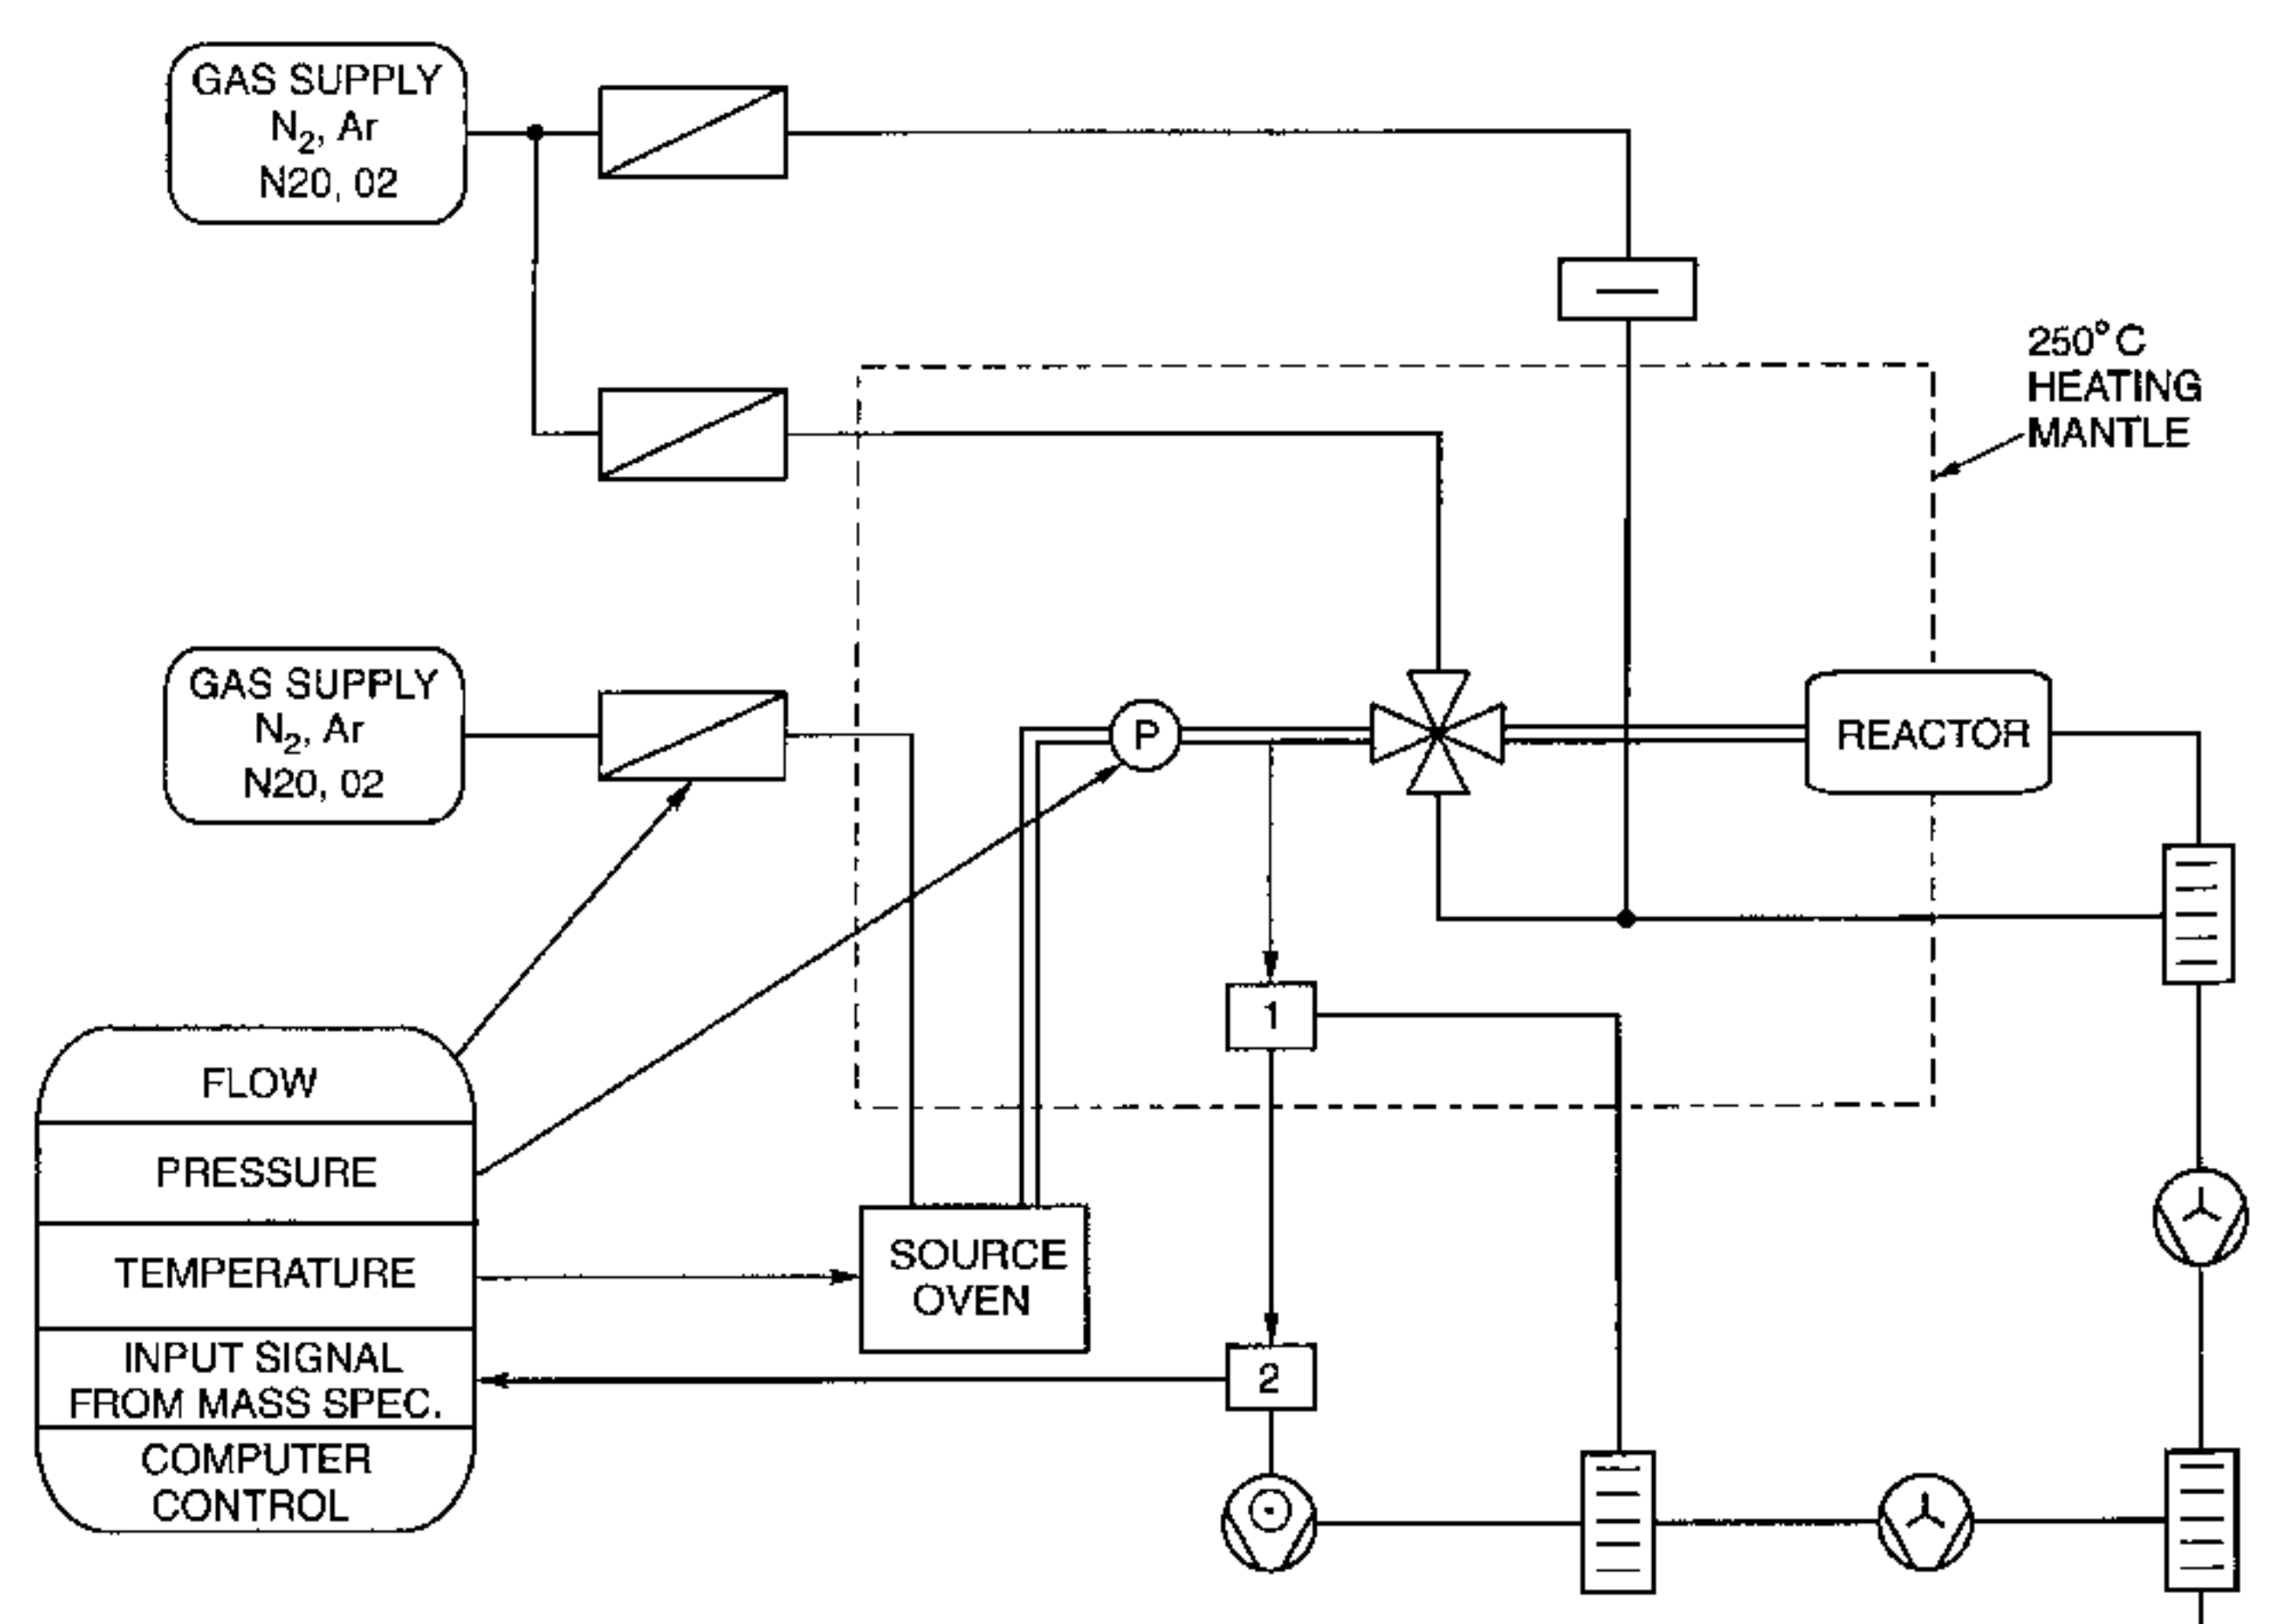 GAS SUPPLY
N₂, Ar
N20, 02
250°C
HEATING
MANTLE
GAS SUPPLY
N₂, Ar
N20, 02
P
REACTOR
1
FLOW
PRESSURE
TEMPERATURE
SOURCE
OVEN
INPUT SIGNAL
FROM MASS SPEC.
2
COMPUTER
CONTROL